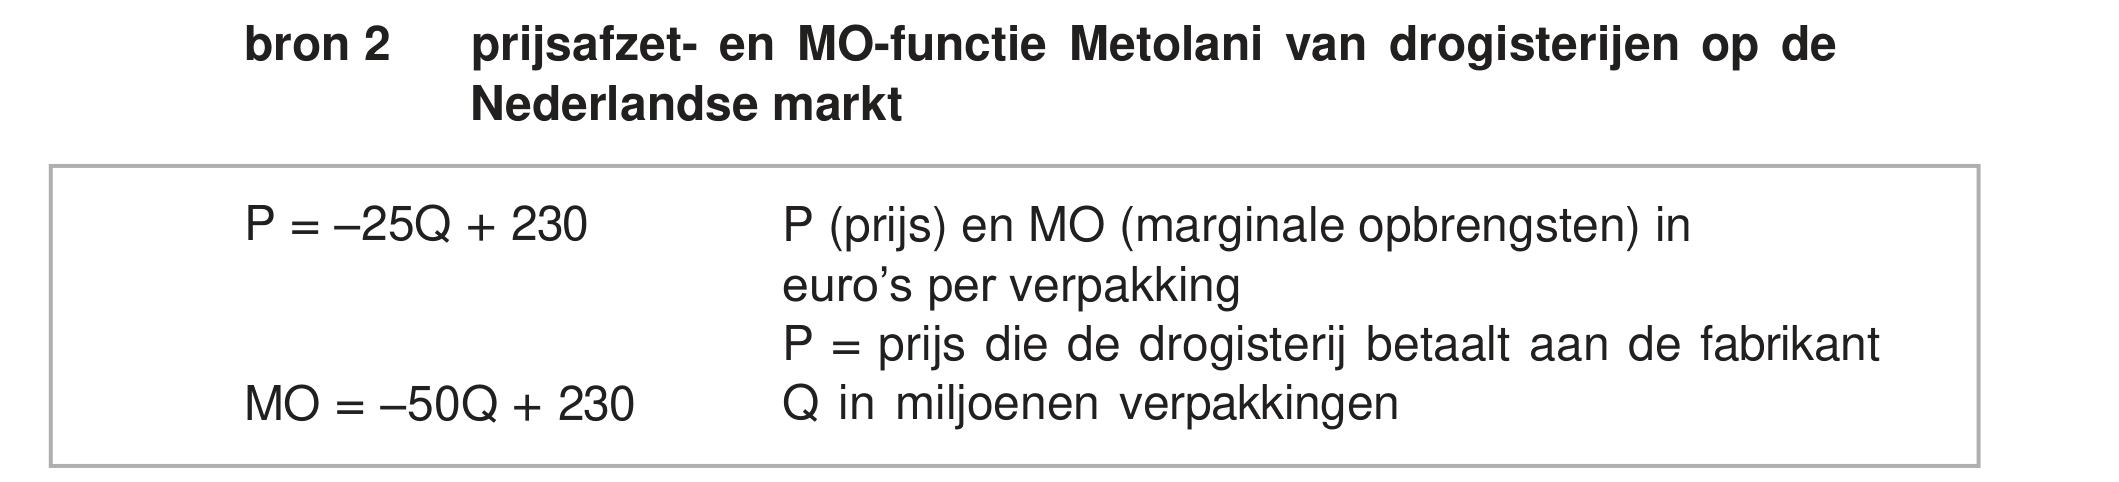 bron 2 prijsafzet- en MO-functie Metolani van drogisterijen op de
Nederlandse markt
P = –25Q + 230 P (prijs) en MO (marginale opbrengsten) in
euro’s per verpakking
P = prijs die de drogisterij betaalt aan de fabrikant
MO = –50Q + 230 Q in miljoenen verpakkingen